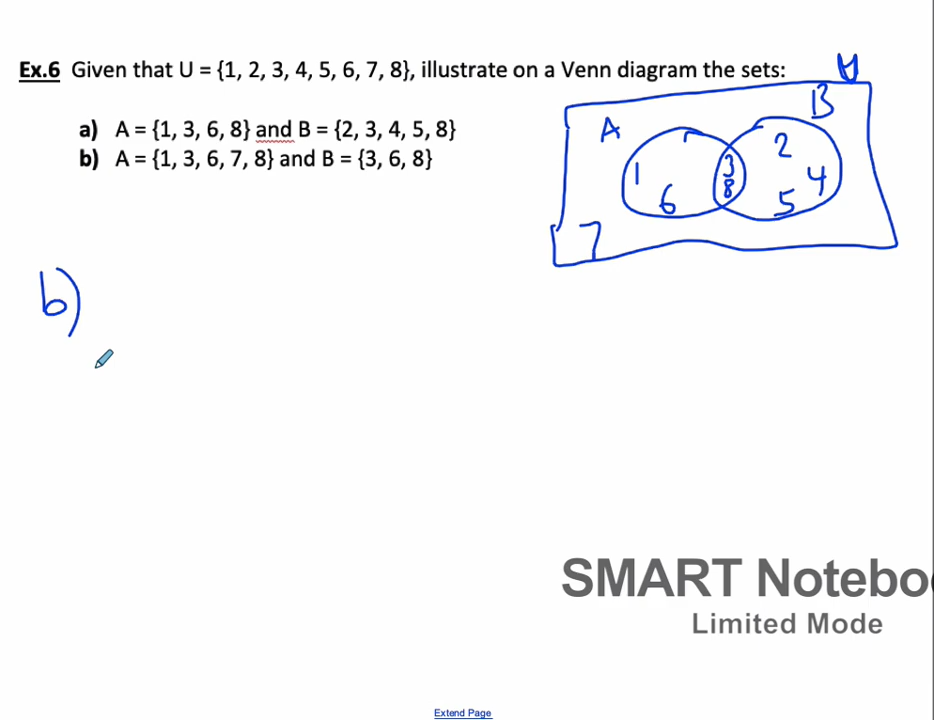 Ex.6 Given that U = {1, 2, 3, 4, 5, 6, 7, 8}, illustrate on a Venn diagram the sets:
a) A = {1, 3, 6, 8} and B = {2, 3, 4, 5, 8}
b) A = {1, 3, 6, 7, 8} and B = {3, 6, 8}
B
A
1
6
3
8
2
4
5
7
b)
SMART Notebo
Limited Mode
Extend Page